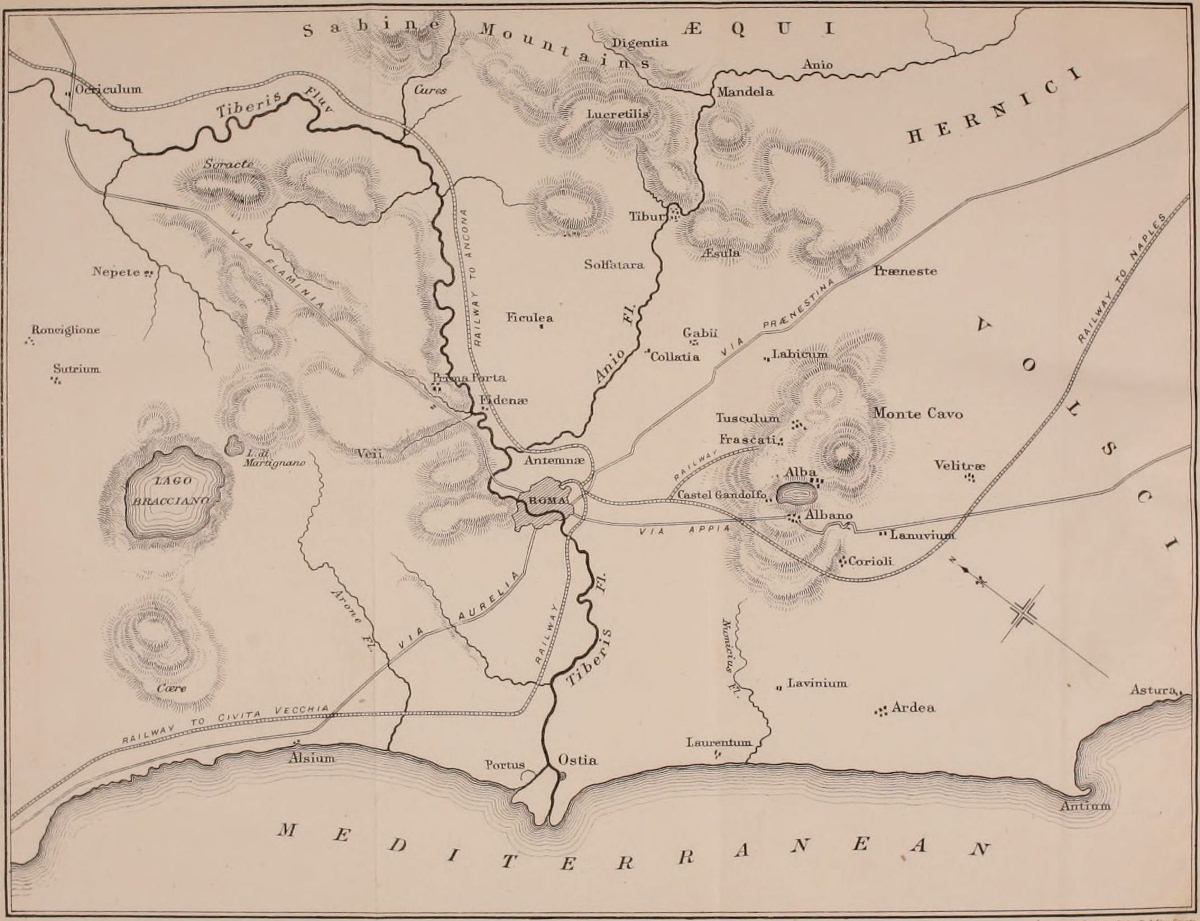 Sabine Mountains
ÆQUI
Digentia
Anio
Ocriculum
Tiberis Fluv
Cures
Mandela
Lucretilis
HERNICI
Soracte
Tibur
Æsula
VIA FLAMINIA
RAILWAY TO ANCONA
Nepete
Solfatara
Præneste
VIA PRÆNESTINA
RAILWAY TO NAPLES
Ronciglione
Ficulea
Anio Fl.
Gabii
Collatia
Labicum
VOLSCI
Sutrium
Prima Porta
Fidenæ
Tusculum
Monte Cavo
Frascati
L. di
Martignano
Veii
Antemnæ
RAILWAY
Velitræ
LAGO
BRACCIANO
ROMA
Castel Gandolfo
Alba
Albano
VIA APPIA
Lanuvium
Corioli
N
Arone Fl.
VIA AURELIA
RAILWAY
Tiberis Fl.
Numicius Fl.
Cære
Lavinium
Ardea
Astura
RAILWAY TO CIVITA VECCHIA
Alsium
Portus
Ostia
Laurentum
Antium
MEDITERRANEAN